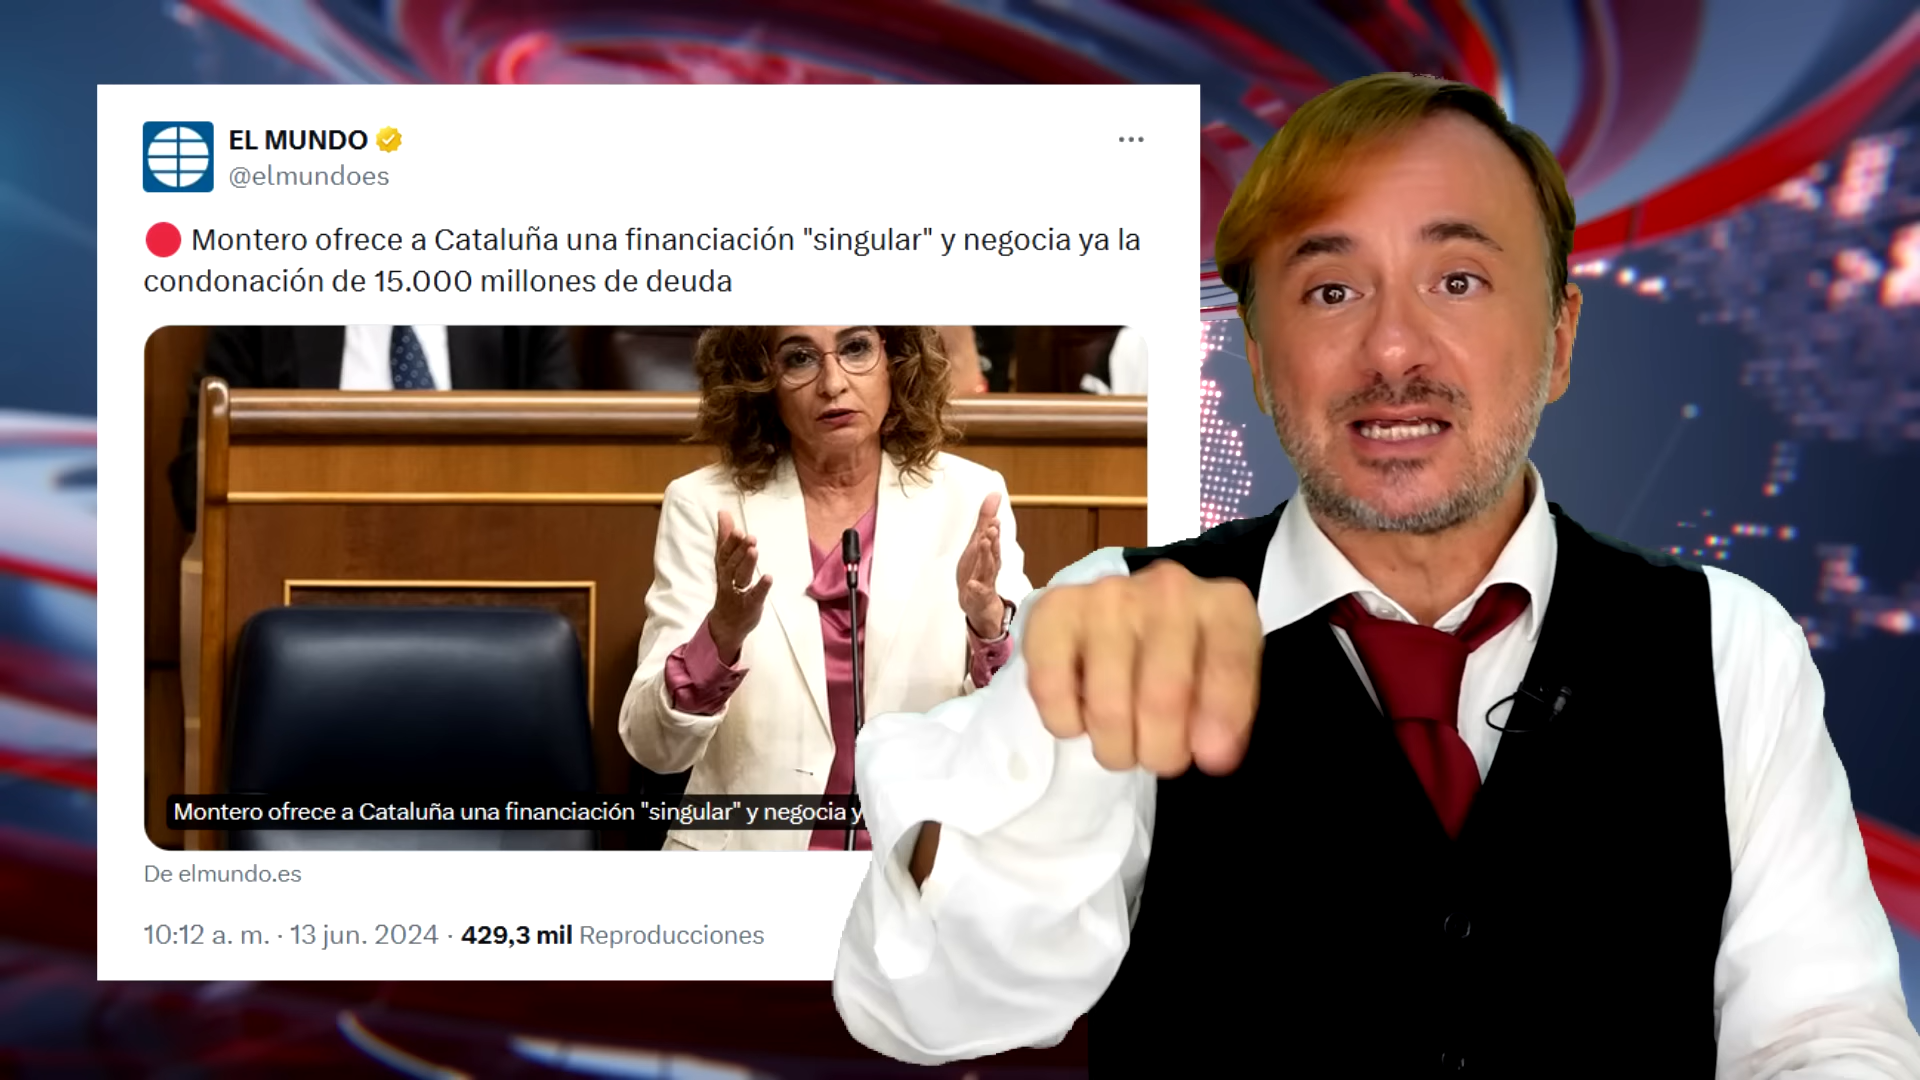 EL MUNDO
@elmundoes
🔴 Montero ofrece a Cataluña una financiación "singular" y negocia ya la
condonación de 15.000 millones de deuda
Montero ofrece a Cataluña una financiación "singular" y negocia y
De elmundo.es
10:12 a. m. · 13 jun. 2024 · 429,3 mil Reproducciones